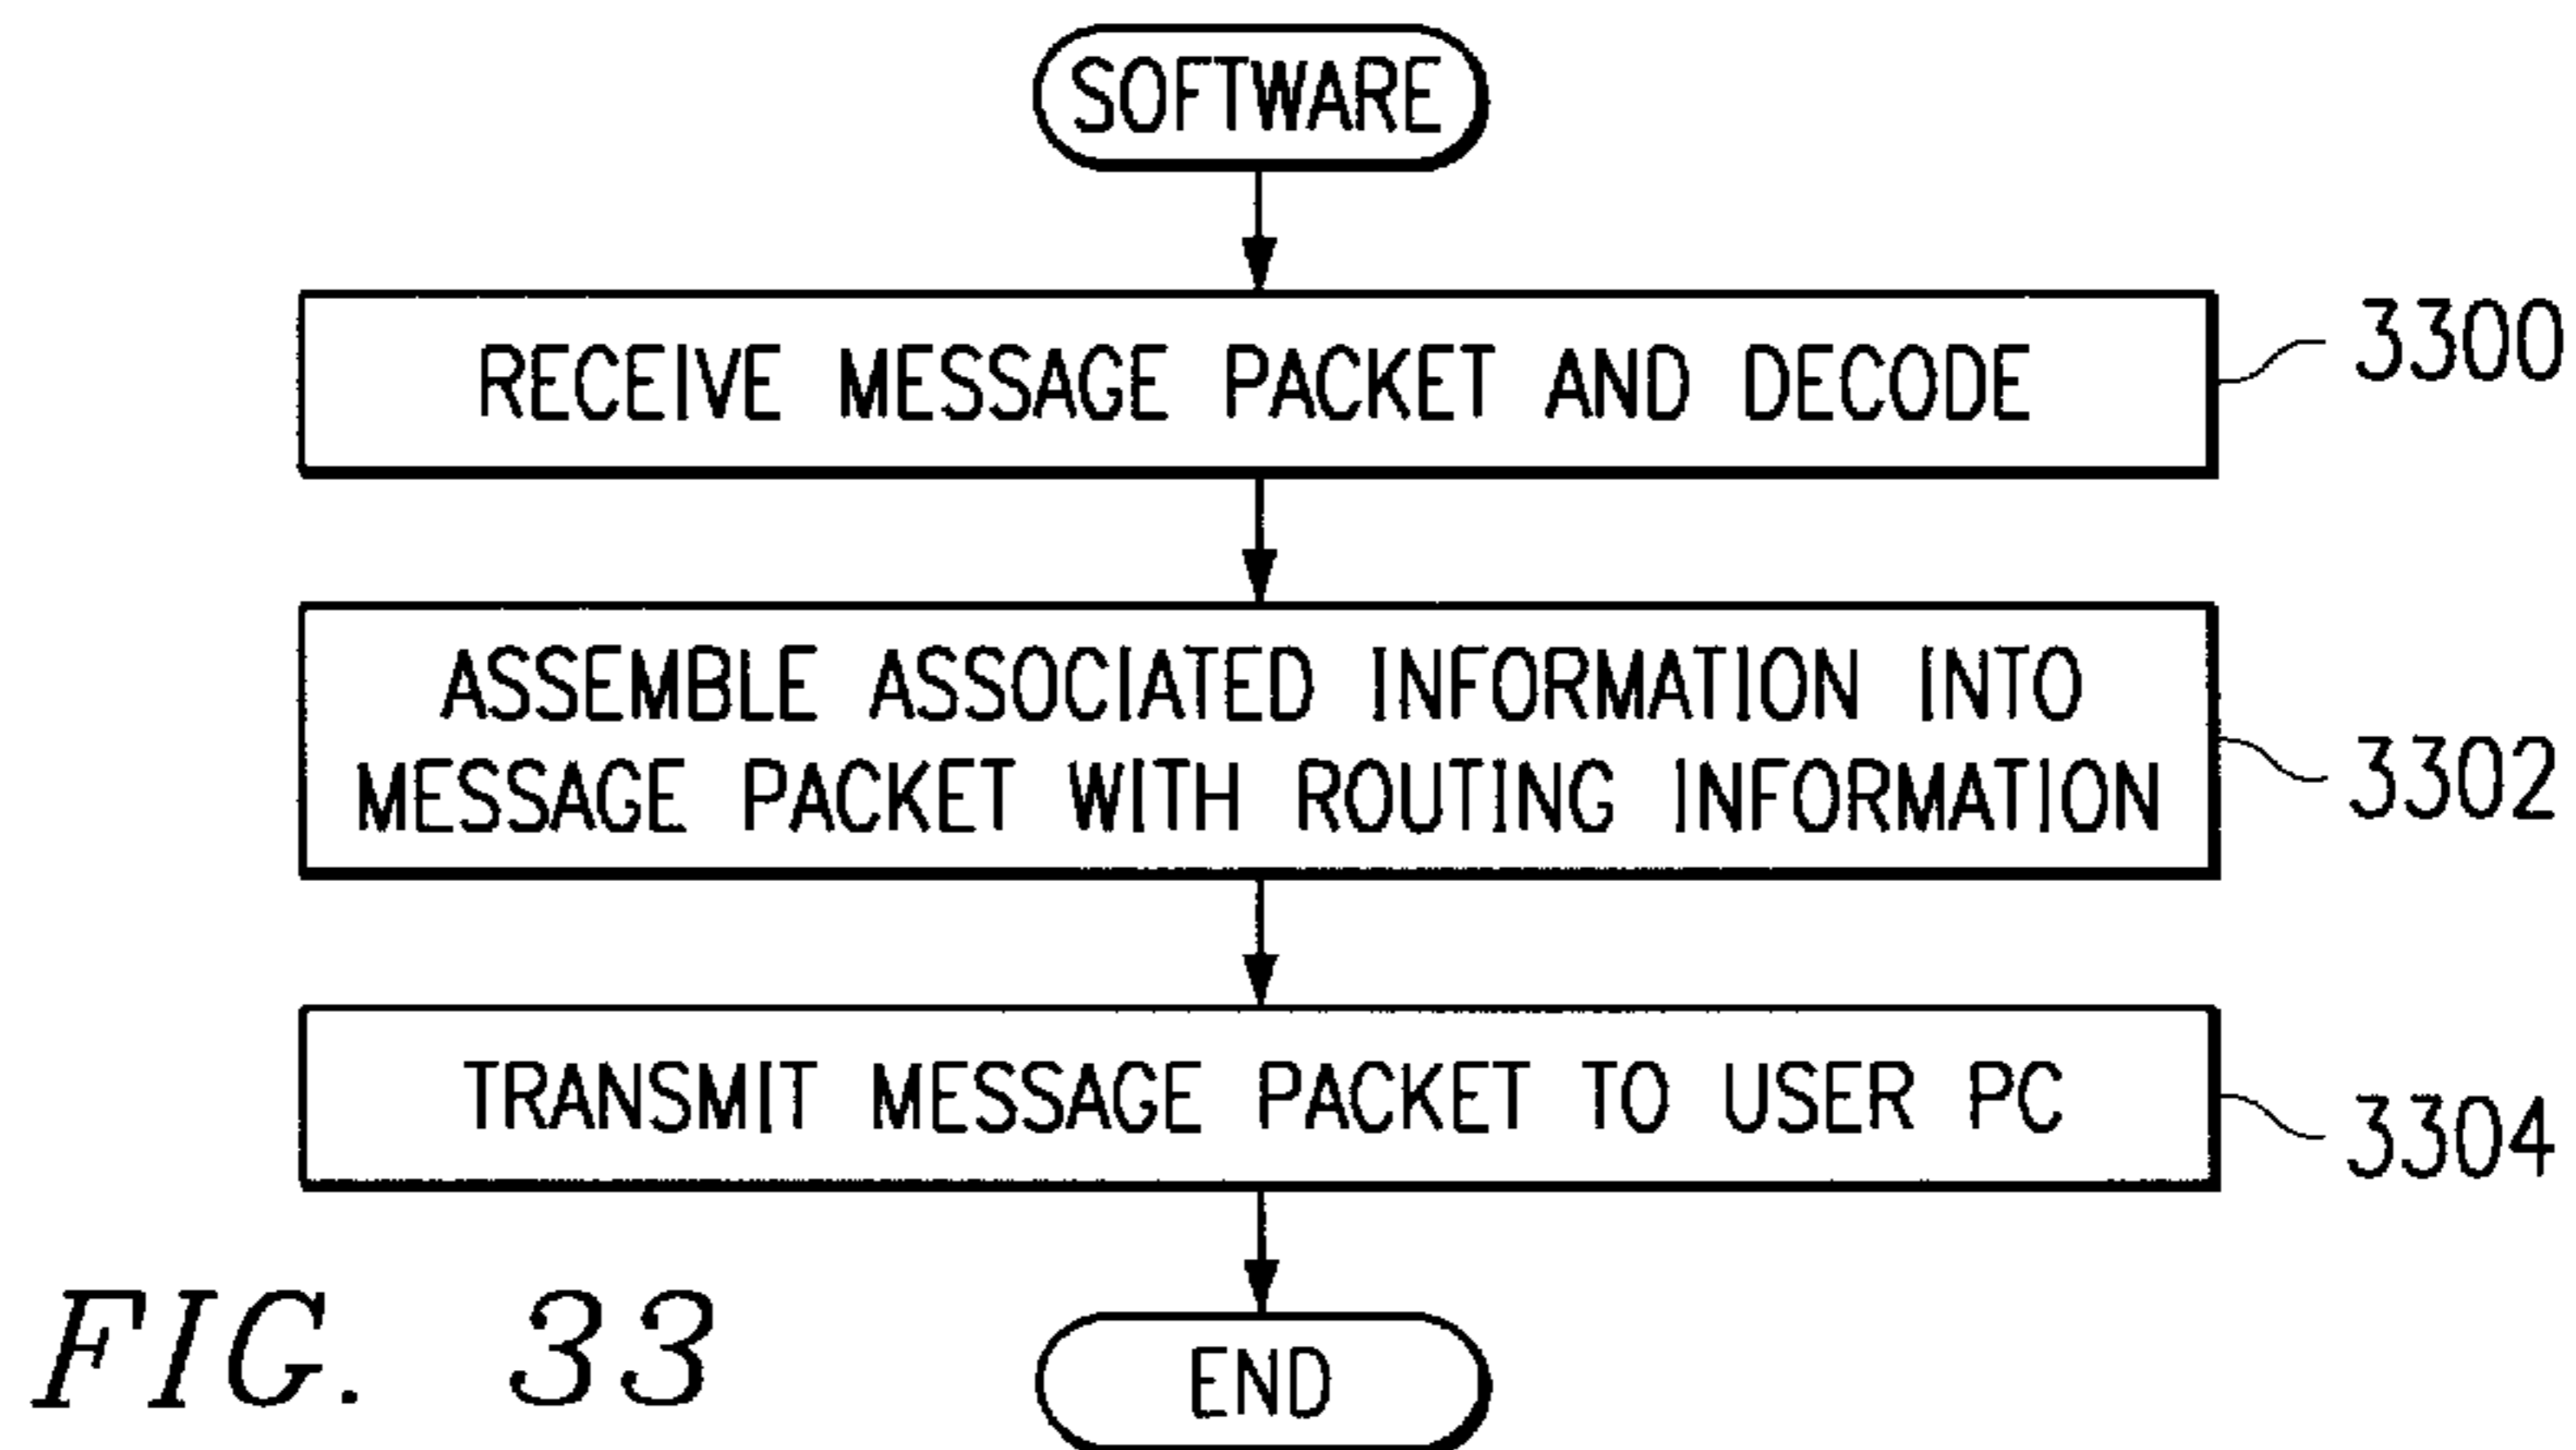 SOFTWARE
RECEIVE MESSAGE PACKET AND DECODE
3300
ASSEMBLE ASSOCIATED INFORMATION INTO
MESSAGE PACKET WITH ROUTING INFORMATION
3302
TRANSMIT MESSAGE PACKET TO USER PC
3304
END
FIG. 33